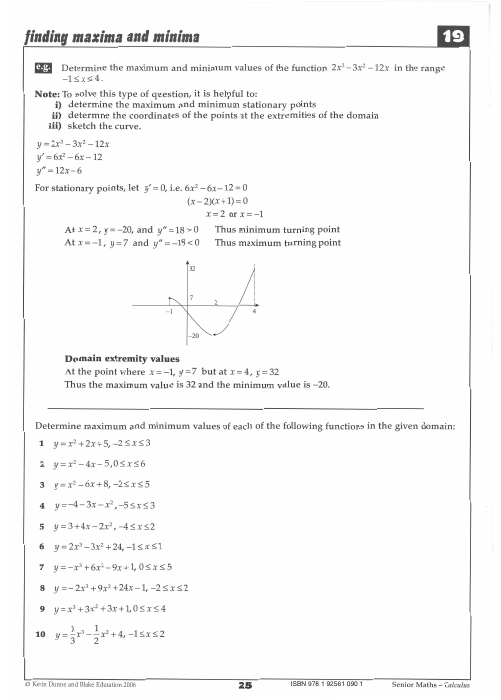 finding maxima and minima
19
e.g. Determine the maximum and minimum values of the function 2x³ – 3x² – 12x in the range
–1 ≤ x ≤ 4.
Note: To solve this type of question, it is helpful to:
i) determine the maximum and minimum stationary points
ii) determne the coordinates of the points at the extremities of the domain
iii) sketch the curve.
y = 2x³ – 3x² – 12x
y′ = 6x² – 6x – 12
y″ = 12x – 6
For stationary points, let y′ = 0, i.e. 6x² – 6x – 12 = 0
(x – 2)(x + 1) = 0
x = 2 or x = –1
At x = 2, y = –20, and y″ = 18 > 0 Thus minimum turning point
At x = –1, y = 7 and y″ = –18 < 0 Thus maximum turning point
32
7
–1
2
4
–20
Domain extremity values
At the point where x = –1, y = 7 but at x = 4, y = 32
Thus the maximum value is 32 and the minimum value is –20.
Determine maximum and minimum values of each of the following functions in the given domain:
1 y = x² + 2x + 5, –2 ≤ x ≤ 3
2 y = x² – 4x – 5, 0 ≤ x ≤ 6
3 y = x² – 6x + 8, –2 ≤ x ≤ 5
4 y = –4 – 3x – x², –5 ≤ x ≤ 3
5 y = 3 + 4x – 2x², –4 ≤ x ≤ 2
6 y = 2x³ – 3x² + 24, –1 ≤ x ≤ 1
7 y = –x³ + 6x² – 9x + 1, 0 ≤ x ≤ 5
8 y = –2x³ + 9x² + 24x – 1, –2 ≤ x ≤ 2
9 y = x³ + 3x² + 3x + 1, 0 ≤ x ≤ 4
10 y = 1/3 x³ – 1/2 x² + 4, –1 ≤ x ≤ 2
© Kevin Dunne and Blake Education 2006
25
ISBN 978 1 92561 090 1
Senior Maths – Calculus